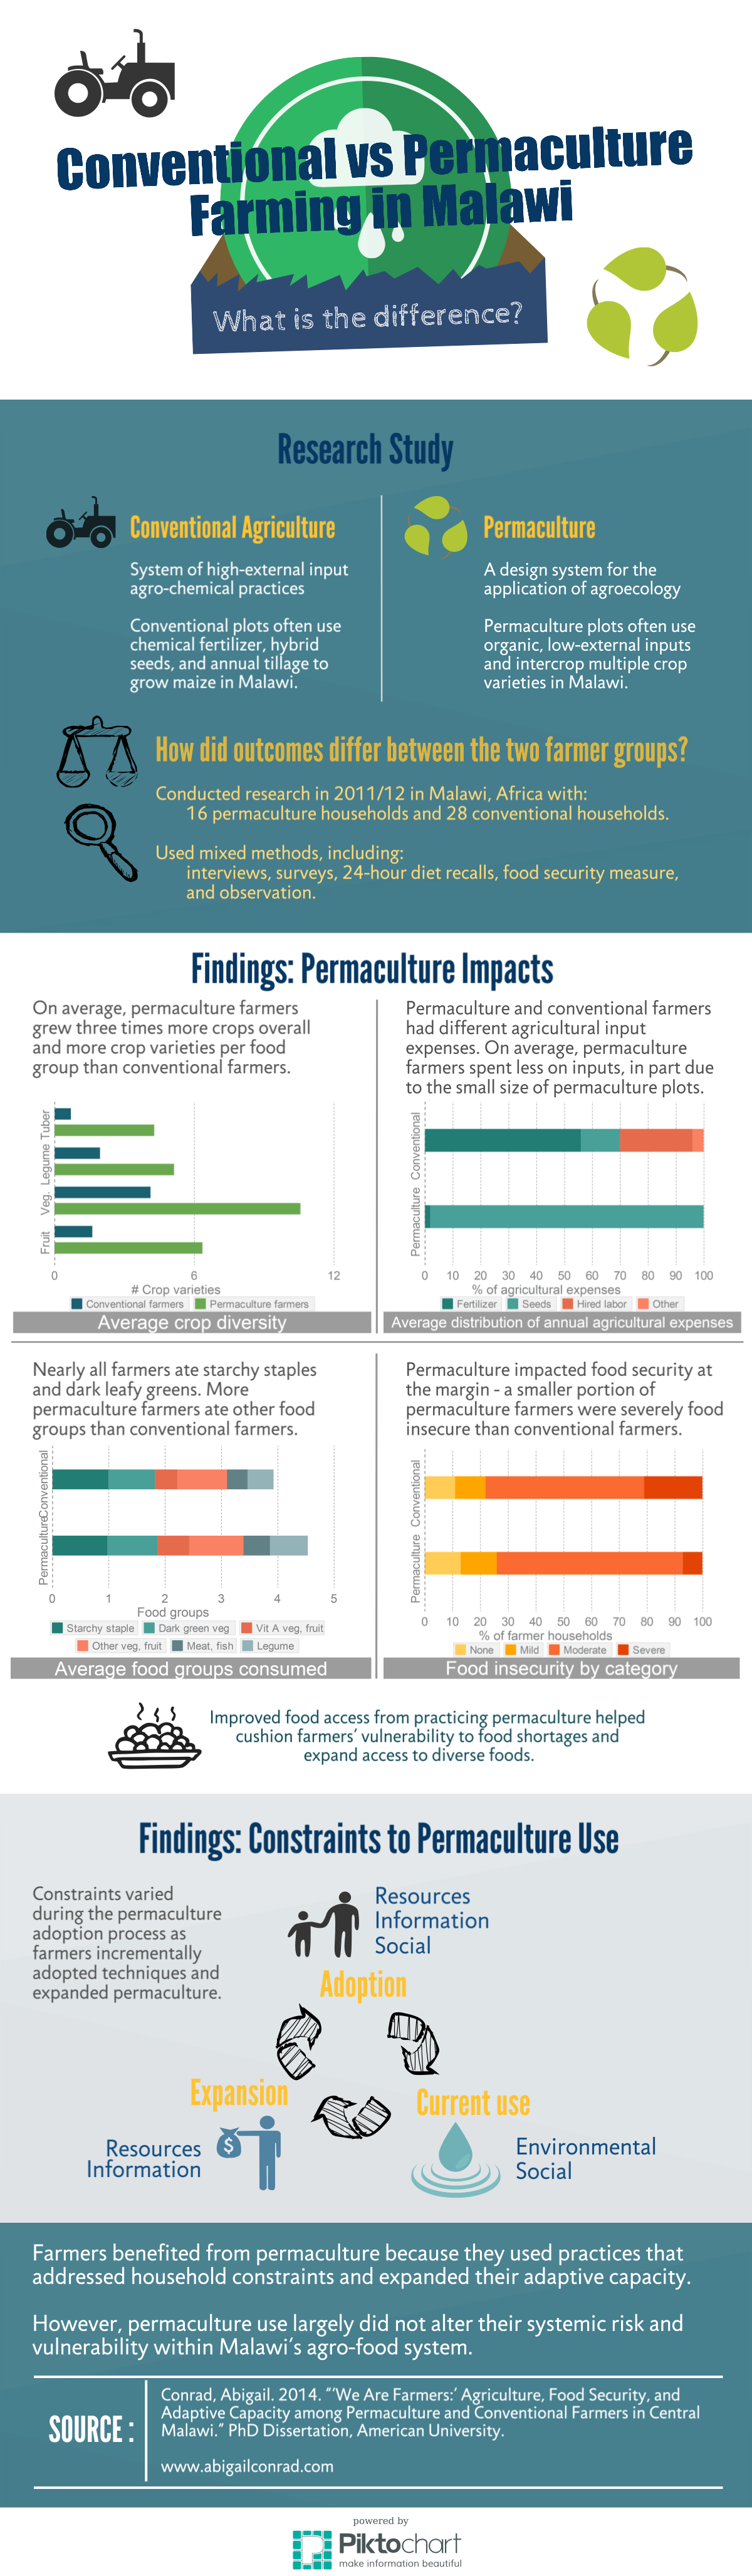 Conventional vs Permaculture
Farming in Malawi
What is the difference?
Research Study
Conventional Agriculture
System of high-external input
agro-chemical practices
Conventional plots often use
chemical fertilizer, hybrid
seeds, and annual tillage to
grow maize in Malawi.
Permaculture
A design system for the
application of agroecology
Permaculture plots often use
organic, low-external inputs
and intercrop multiple crop
varieties in Malawi.
How did outcomes differ between the two farmer groups?
Conducted research in 2011/12 in Malawi, Africa with:
16 permaculture households and 28 conventional households.
Used mixed methods, including:
interviews, surveys, 24-hour diet recalls, food security measure,
and observation.
Findings: Permaculture Impacts
On average, permaculture farmers
grew three times more crops overall
and more crop varieties per food
group than conventional farmers.
Tuber
Legume
Veg.
Fruit
0 6 12
# Crop varieties
Conventional farmers Permaculture farmers
Average crop diversity
Permaculture and conventional farmers
had different agricultural input
expenses. On average, permaculture
farmers spent less on inputs, in part due
to the small size of permaculture plots.
Conventional
Permaculture
0 10 20 30 40 50 60 70 80 90 100
% of agricultural expenses
Fertilizer Seeds Hired labor Other
Average distribution of annual agricultural expenses
Nearly all farmers ate starchy staples
and dark leafy greens. More
permaculture farmers ate other food
groups than conventional farmers.
Conventional
Permaculture
0 1 2 3 4 5
Food groups
Starchy staple Dark green veg Vit A veg, fruit
Other veg, fruit Meat, fish Legume
Average food groups consumed
Permaculture impacted food security at
the margin - a smaller portion of
permaculture farmers were severely food
insecure than conventional farmers.
Conventional
Permaculture
0 10 20 30 40 50 60 70 80 90 100
% of farmer households
None Mild Moderate Severe
Food insecurity by category
Improved food access from practicing permaculture helped
cushion farmers' vulnerability to food shortages and
expand access to diverse foods.
Findings: Constraints to Permaculture Use
Constraints varied
during the permaculture
adoption process as
farmers incrementally
adopted techniques and
expanded permaculture.
Resources
Information
Social
Adoption
Expansion
Resources
Information
$
Current use
Environmental
Social
Farmers benefited from permaculture because they used practices that
addressed household constraints and expanded their adaptive capacity.
However, permaculture use largely did not alter their systemic risk and
vulnerability within Malawi's agro-food system.
SOURCE :
Conrad, Abigail. 2014. "'We Are Farmers:' Agriculture, Food Security, and
Adaptive Capacity among Permaculture and Conventional Farmers in Central
Malawi." PhD Dissertation, American University.
www.abigailconrad.com
powered by
Piktochart
make information beautiful